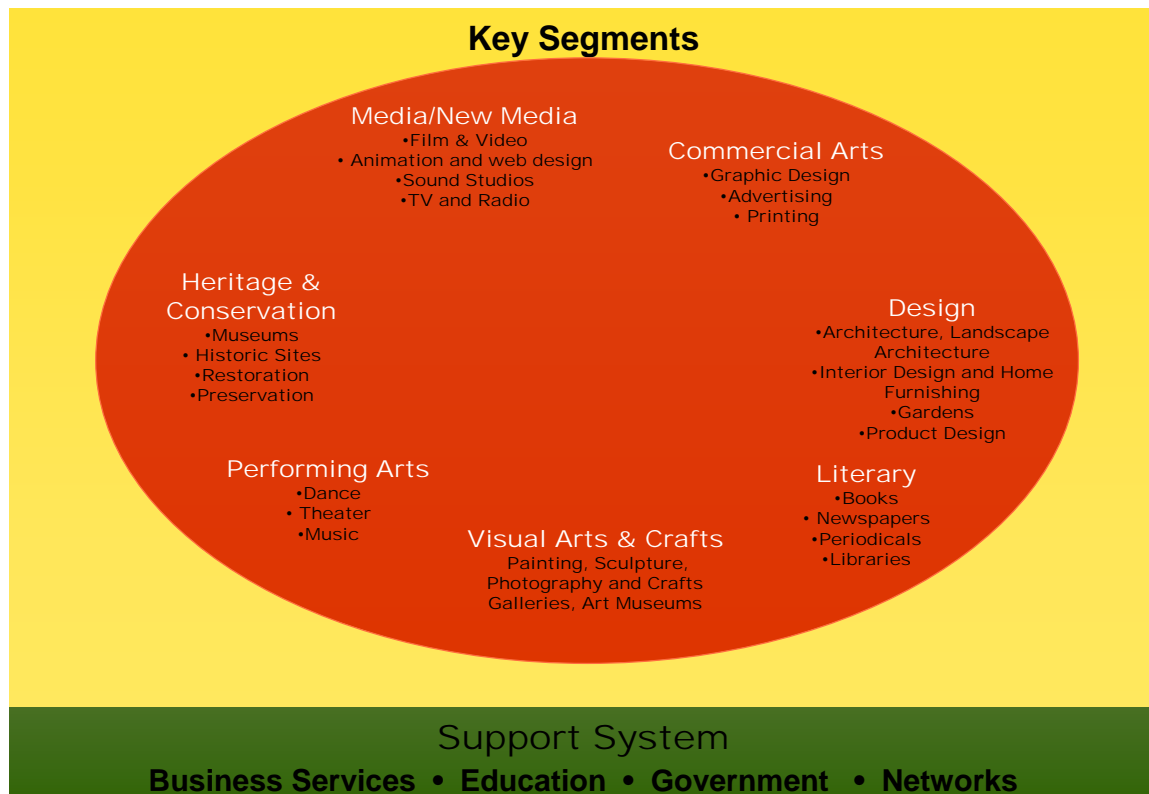 Key Segments
Media/New Media
•Film & Video
• Animation and web design
•Sound Studios
•TV and Radio
Commercial Arts
•Graphic Design
•Advertising
• Printing
Heritage &
Conservation
•Museums
• Historic Sites
•Restoration
•Preservation
Design
•Architecture, Landscape
Architecture
•Interior Design and Home
Furnishing
•Gardens
•Product Design
Performing Arts
•Dance
• Theater
•Music
Visual Arts & Crafts
Painting, Sculpture,
Photography and Crafts
Galleries, Art Museums
Literary
•Books
• Newspapers
•Periodicals
•Libraries
Support System
Business Services • Education • Government • Networks